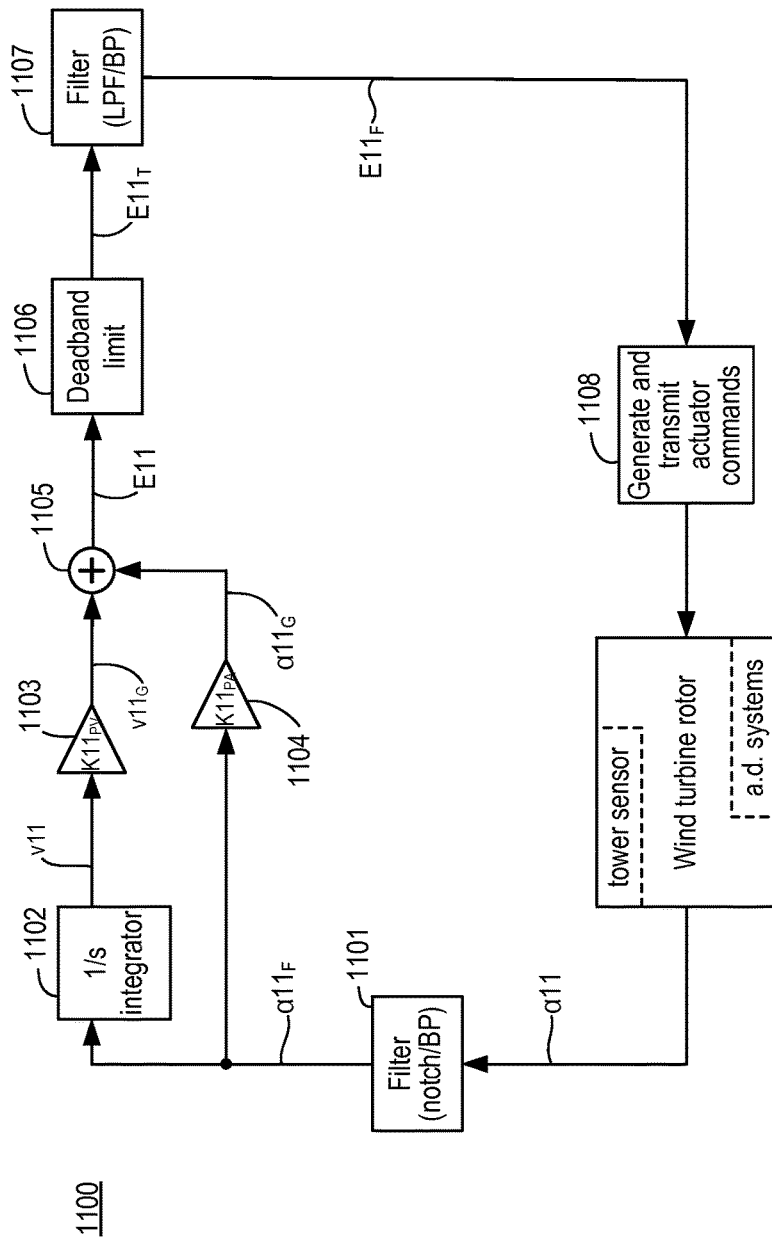 1100
1101
Filter
(notch/BP)
α11
α11F
1102
1/s
integrator
v11
1103
K11PV
v11G
K11PA
1104
α11G
1105
+
E11
1106
Deadband
limit
E11T
1107
Filter
(LPF/BP)
E11F
1108
Generate and
transmit
actuator
commands
tower sensor
Wind turbine rotor
a.d. systems